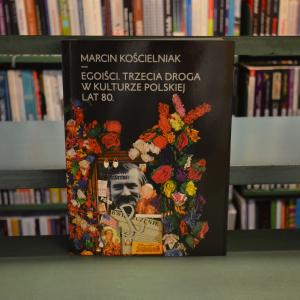 MARCIN KOŚCIELNIAK
EGOIŚCI. TRZECIA DROGA
W KULTURZE POLSKIEJ
LAT 80.